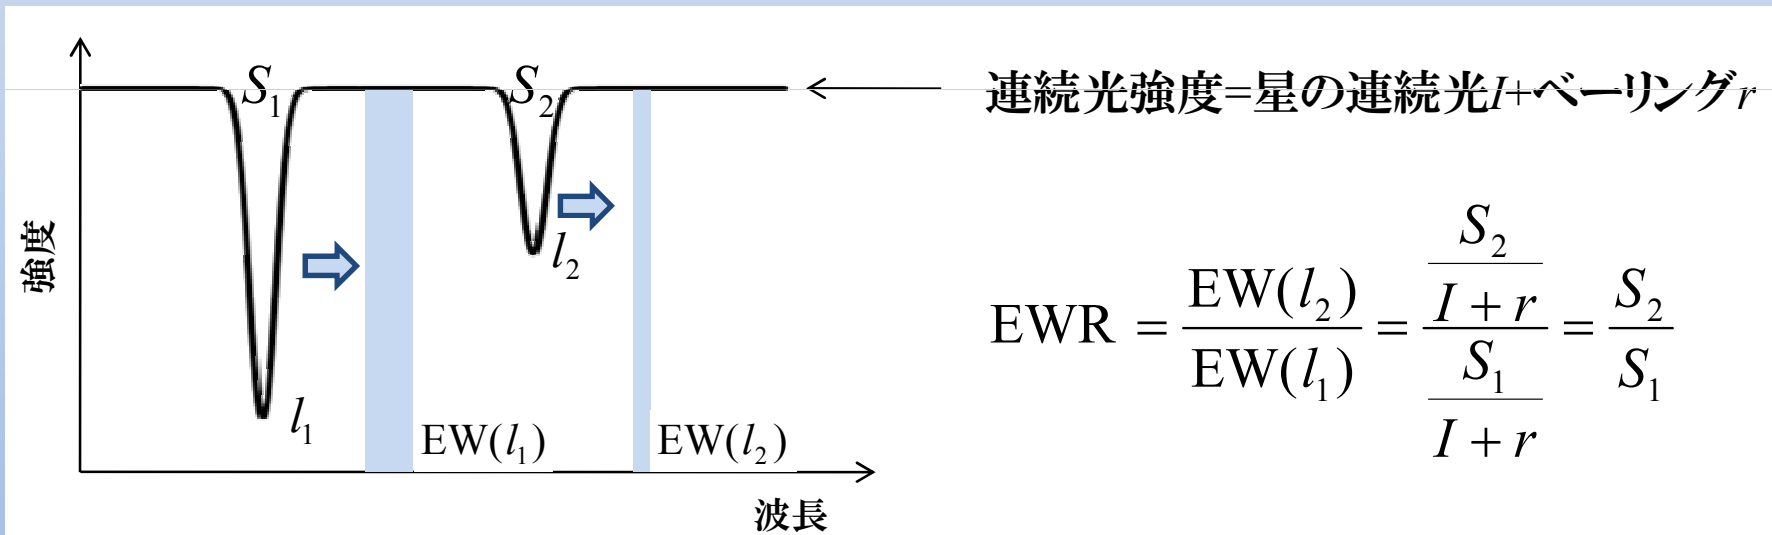 S₁
S₂
l₁
l₂
EW(l₁)
EW(l₂)
強度
波長
連続光強度=星の連続光I+ベーリングr
EWR = EW(l₂)/EW(l₁) = (S₂/(I + r))/(S₁/(I + r)) = S₂/S₁